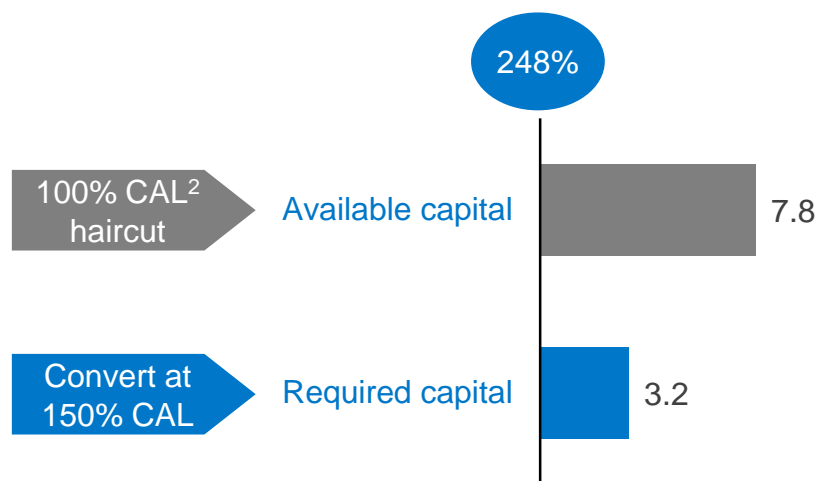 248%
100% CAL²
haircut
Available capital
7.8
Convert at
150% CAL
Required capital
3.2